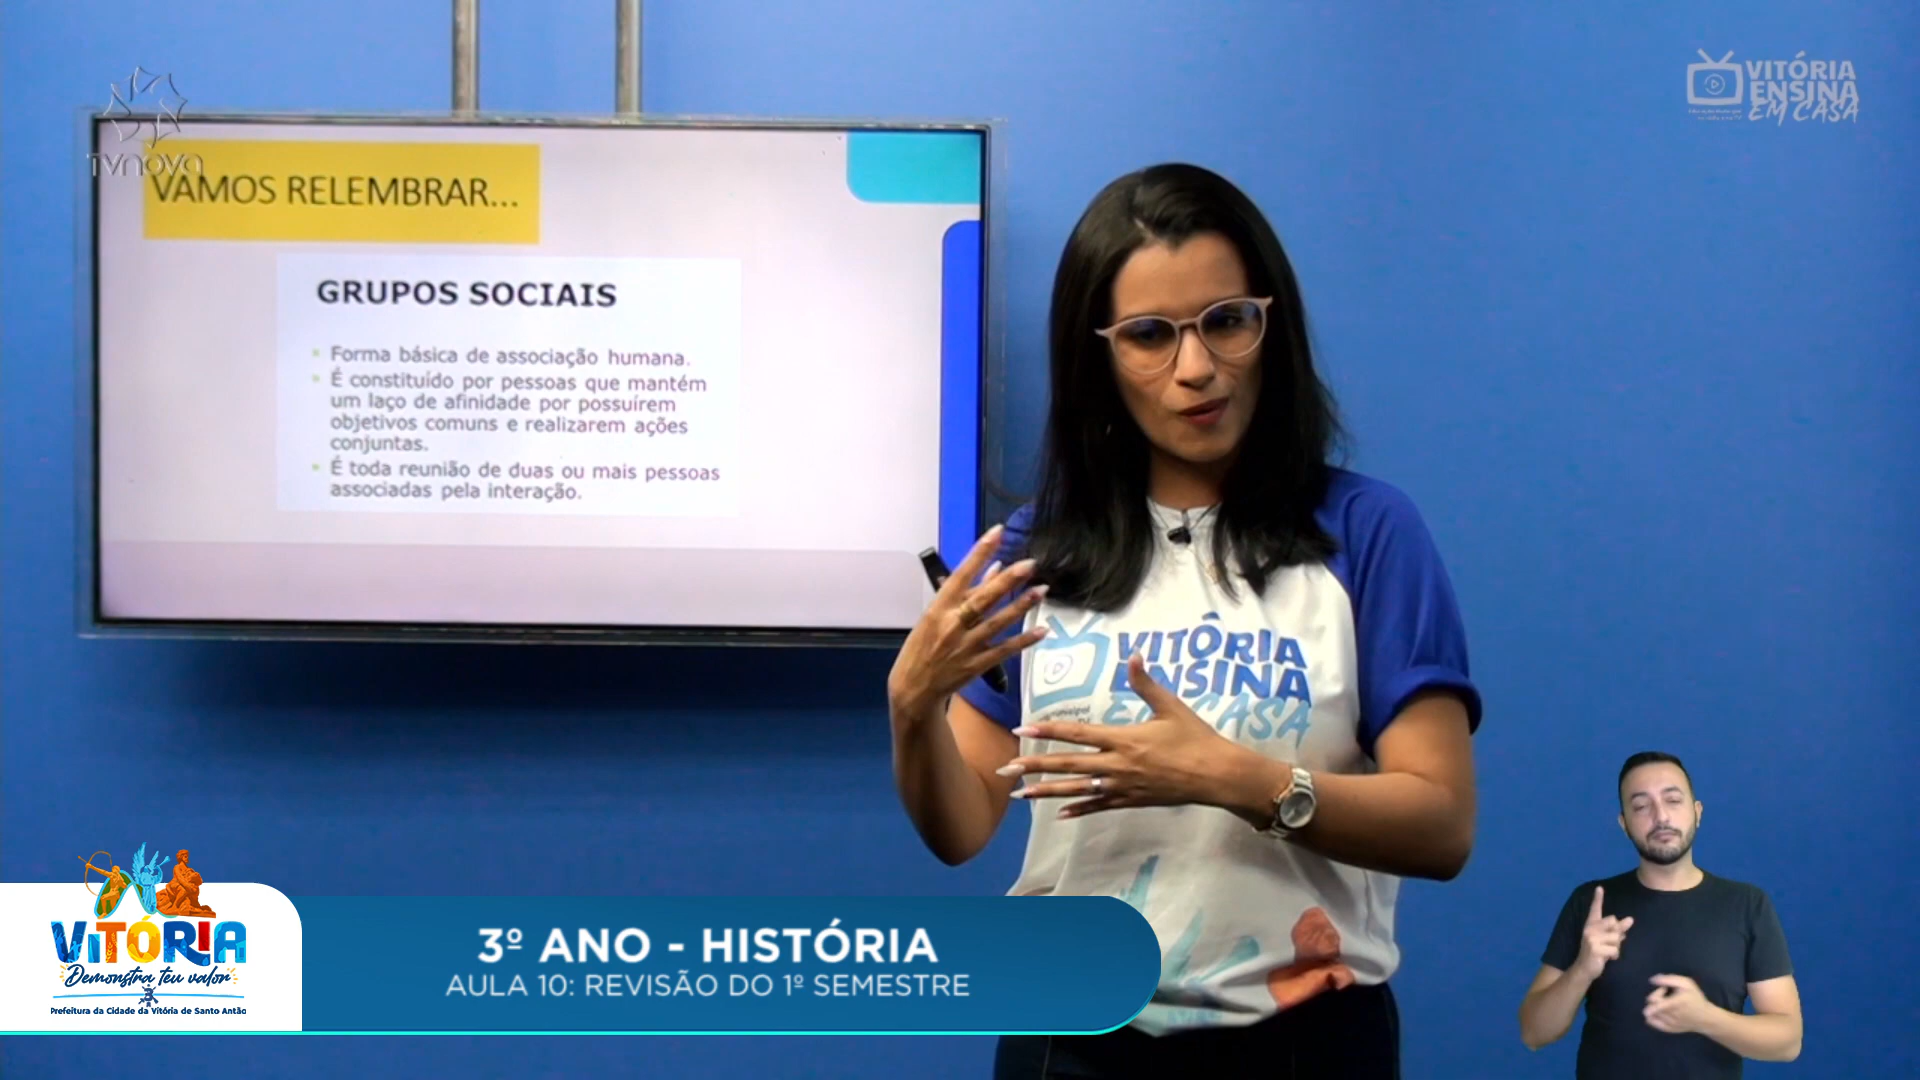 TVNOVA
VITÓRIA
ENSINA
EM CASA
VAMOS RELEMBRAR...
GRUPOS SOCIAIS
Forma básica de associação humana.
É constituído por pessoas que mantém
um laço de afinidade por possuírem
objetivos comuns e realizarem ações
conjuntas.
É toda reunião de duas ou mais pessoas
associadas pela interação.
VITÓRIA
ENSINA
EM CASA
VITÓRIA
Demonstra teu valor
Prefeitura da Cidade da Vitória de Santo Antão
3º ANO - HISTÓRIA
AULA 10: REVISÃO DO 1º SEMESTRE